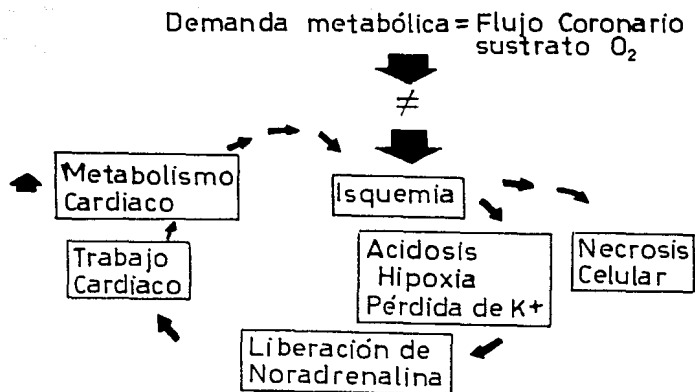 Demanda metabólica = Flujo Coronario
sustrato O₂
≠
Metabolismo
Cardiaco
Isquemia
Trabajo
Cardiaco
Acidosis
Hipoxia
Pérdida de K+
Necrosis
Celular
Liberación de
Noradrenalina